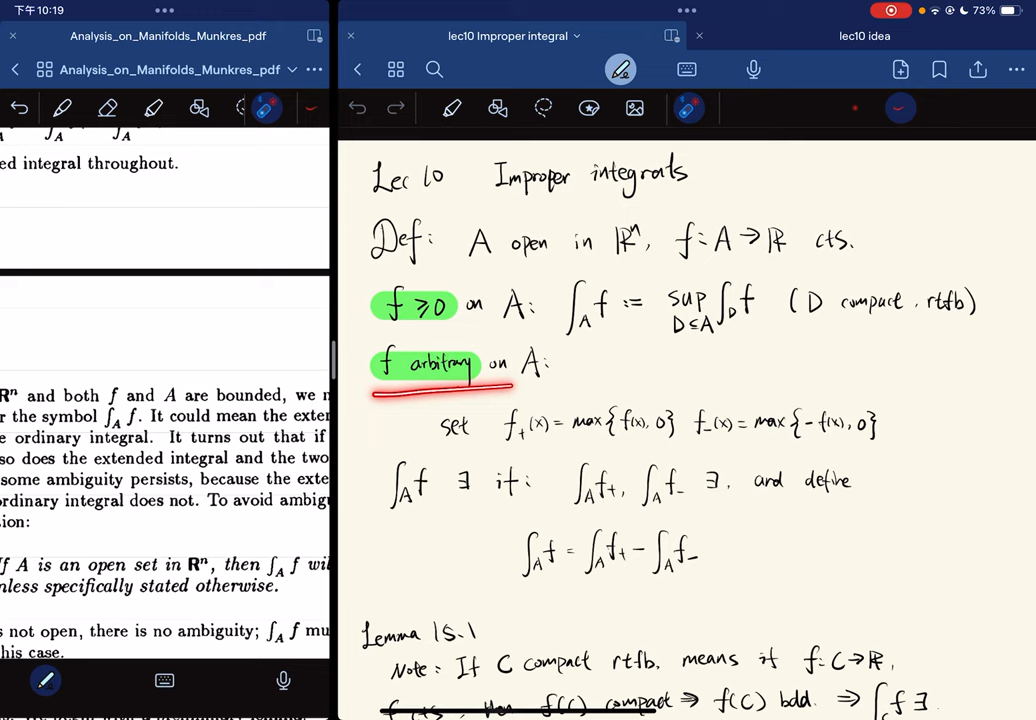 下午10:19
73%
Analysis_on_Manifolds_Munkres_pdf
Analysis_on_Manifolds_Munkres_pdf
∫A ∫A ∫A
ed integral throughout.
Rⁿ and both f and A are bounded, we n
r the symbol ∫A f. It could mean the exter
e ordinary integral. It turns out that if
so does the extended integral and the two
some ambiguity persists, because the exte
ordinary integral does not. To avoid ambig
ion:
f A is an open set in Rⁿ, then ∫A f wil
nless specifically stated otherwise.
s not open, there is no ambiguity; ∫A f mu
his case.
lec10 Improper integral
lec10 idea
Lec 10 Improper integrals
Def: A open in ℝⁿ, f: A → ℝ cts.
f ≥ 0 on A: ∫A f := sup D⊆A ∫D f (D compact, rtfb)
f arbitrary on A:
set f₊(x) = max{f(x), 0} f₋(x) = max{-f(x), 0}
∫A f ∃ if: ∫A f₊, ∫A f₋ ∃, and define
∫A f = ∫A f₊ - ∫A f₋
Lemma 15.1
Note: If C compact rtfb, means if f: C → ℝ,
f cts, then f(C) compact ⇒ f(C) bdd. ⇒ ∫ f ∃